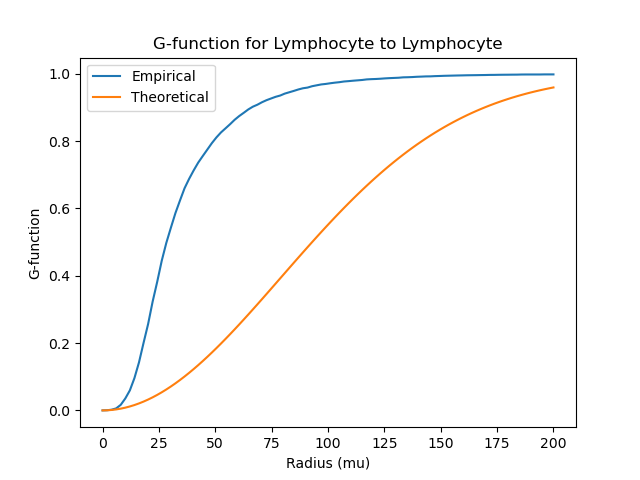 G-function for Lymphocyte to Lymphocyte
Empirical
Theoretical
1.0
0.8
0.6
0.4
0.2
0.0
G-function
0 25 50 75 100 125 150 175 200
Radius (mu)